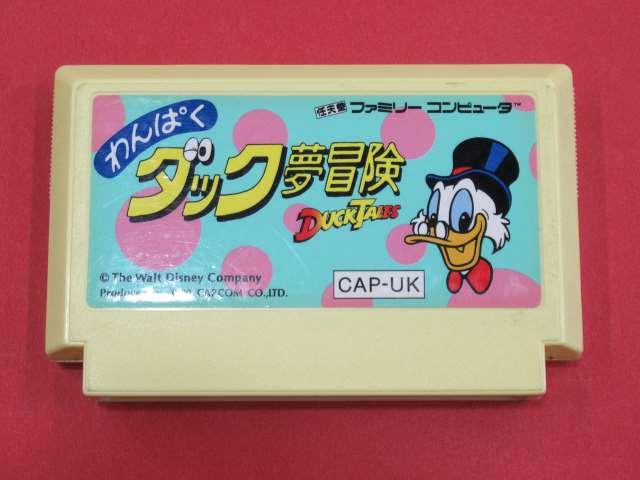 任天堂 ファミリー コンピュータ™
わんぱく
ダック夢冒険
DUCKTALES
© The Walt Disney Company
CAPCOM CO.,LTD.
CAP-UK